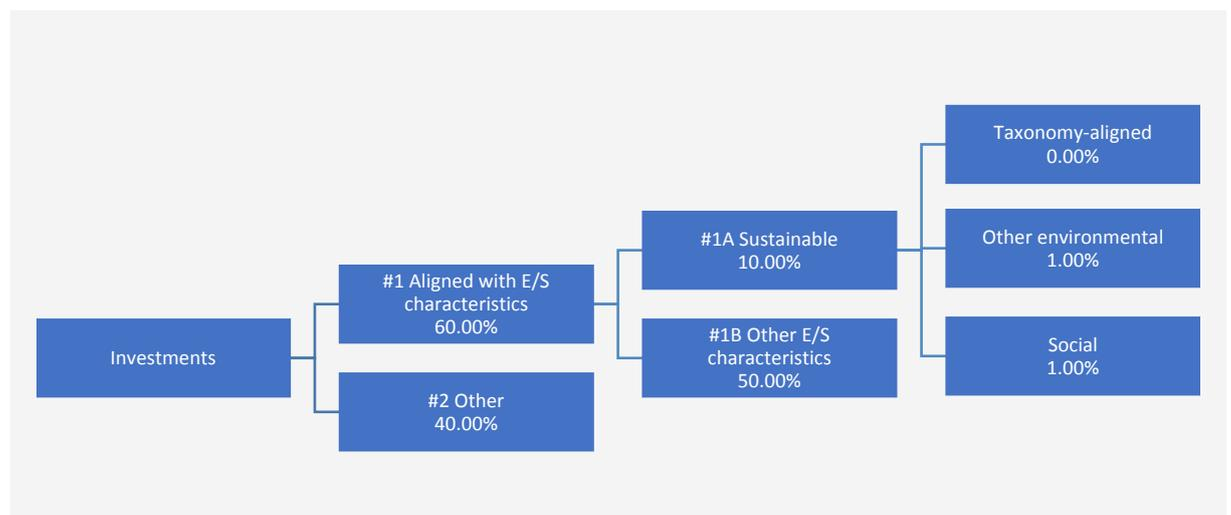 Investments
#1 Aligned with E/S
characteristics
60.00%
#2 Other
40.00%
#1A Sustainable
10.00%
#1B Other E/S
characteristics
50.00%
Taxonomy-aligned
0.00%
Other environmental
1.00%
Social
1.00%